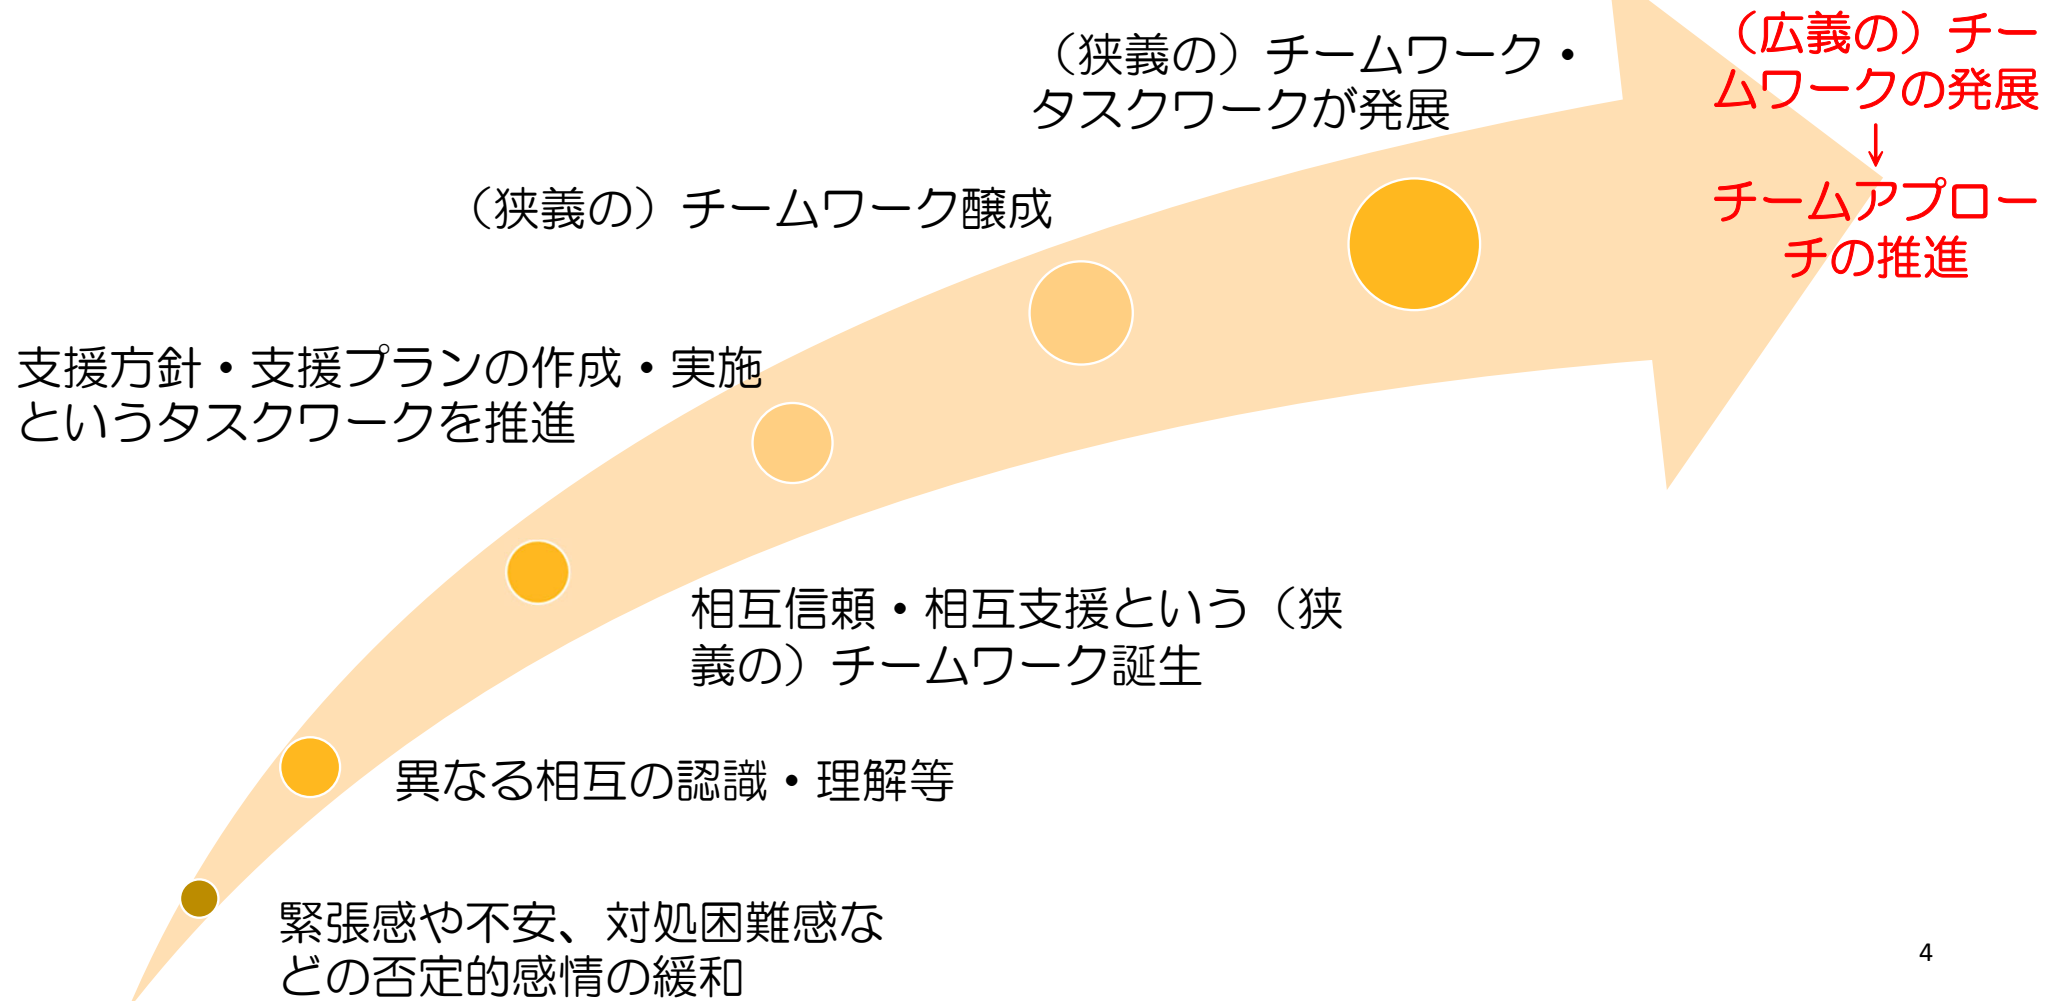 （狭義の）チームワーク・
タスクワークが発展
（広義の）チー
ムワークの発展
↓
チームアプロー
チの推進
（狭義の）チームワーク醸成
支援方針・支援プランの作成・実施
というタスクワークを推進
相互信頼・相互支援という（狭
義の）チームワーク誕生
異なる相互の認識・理解等
緊張感や不安、対処困難感な
どの否定的感情の緩和
4